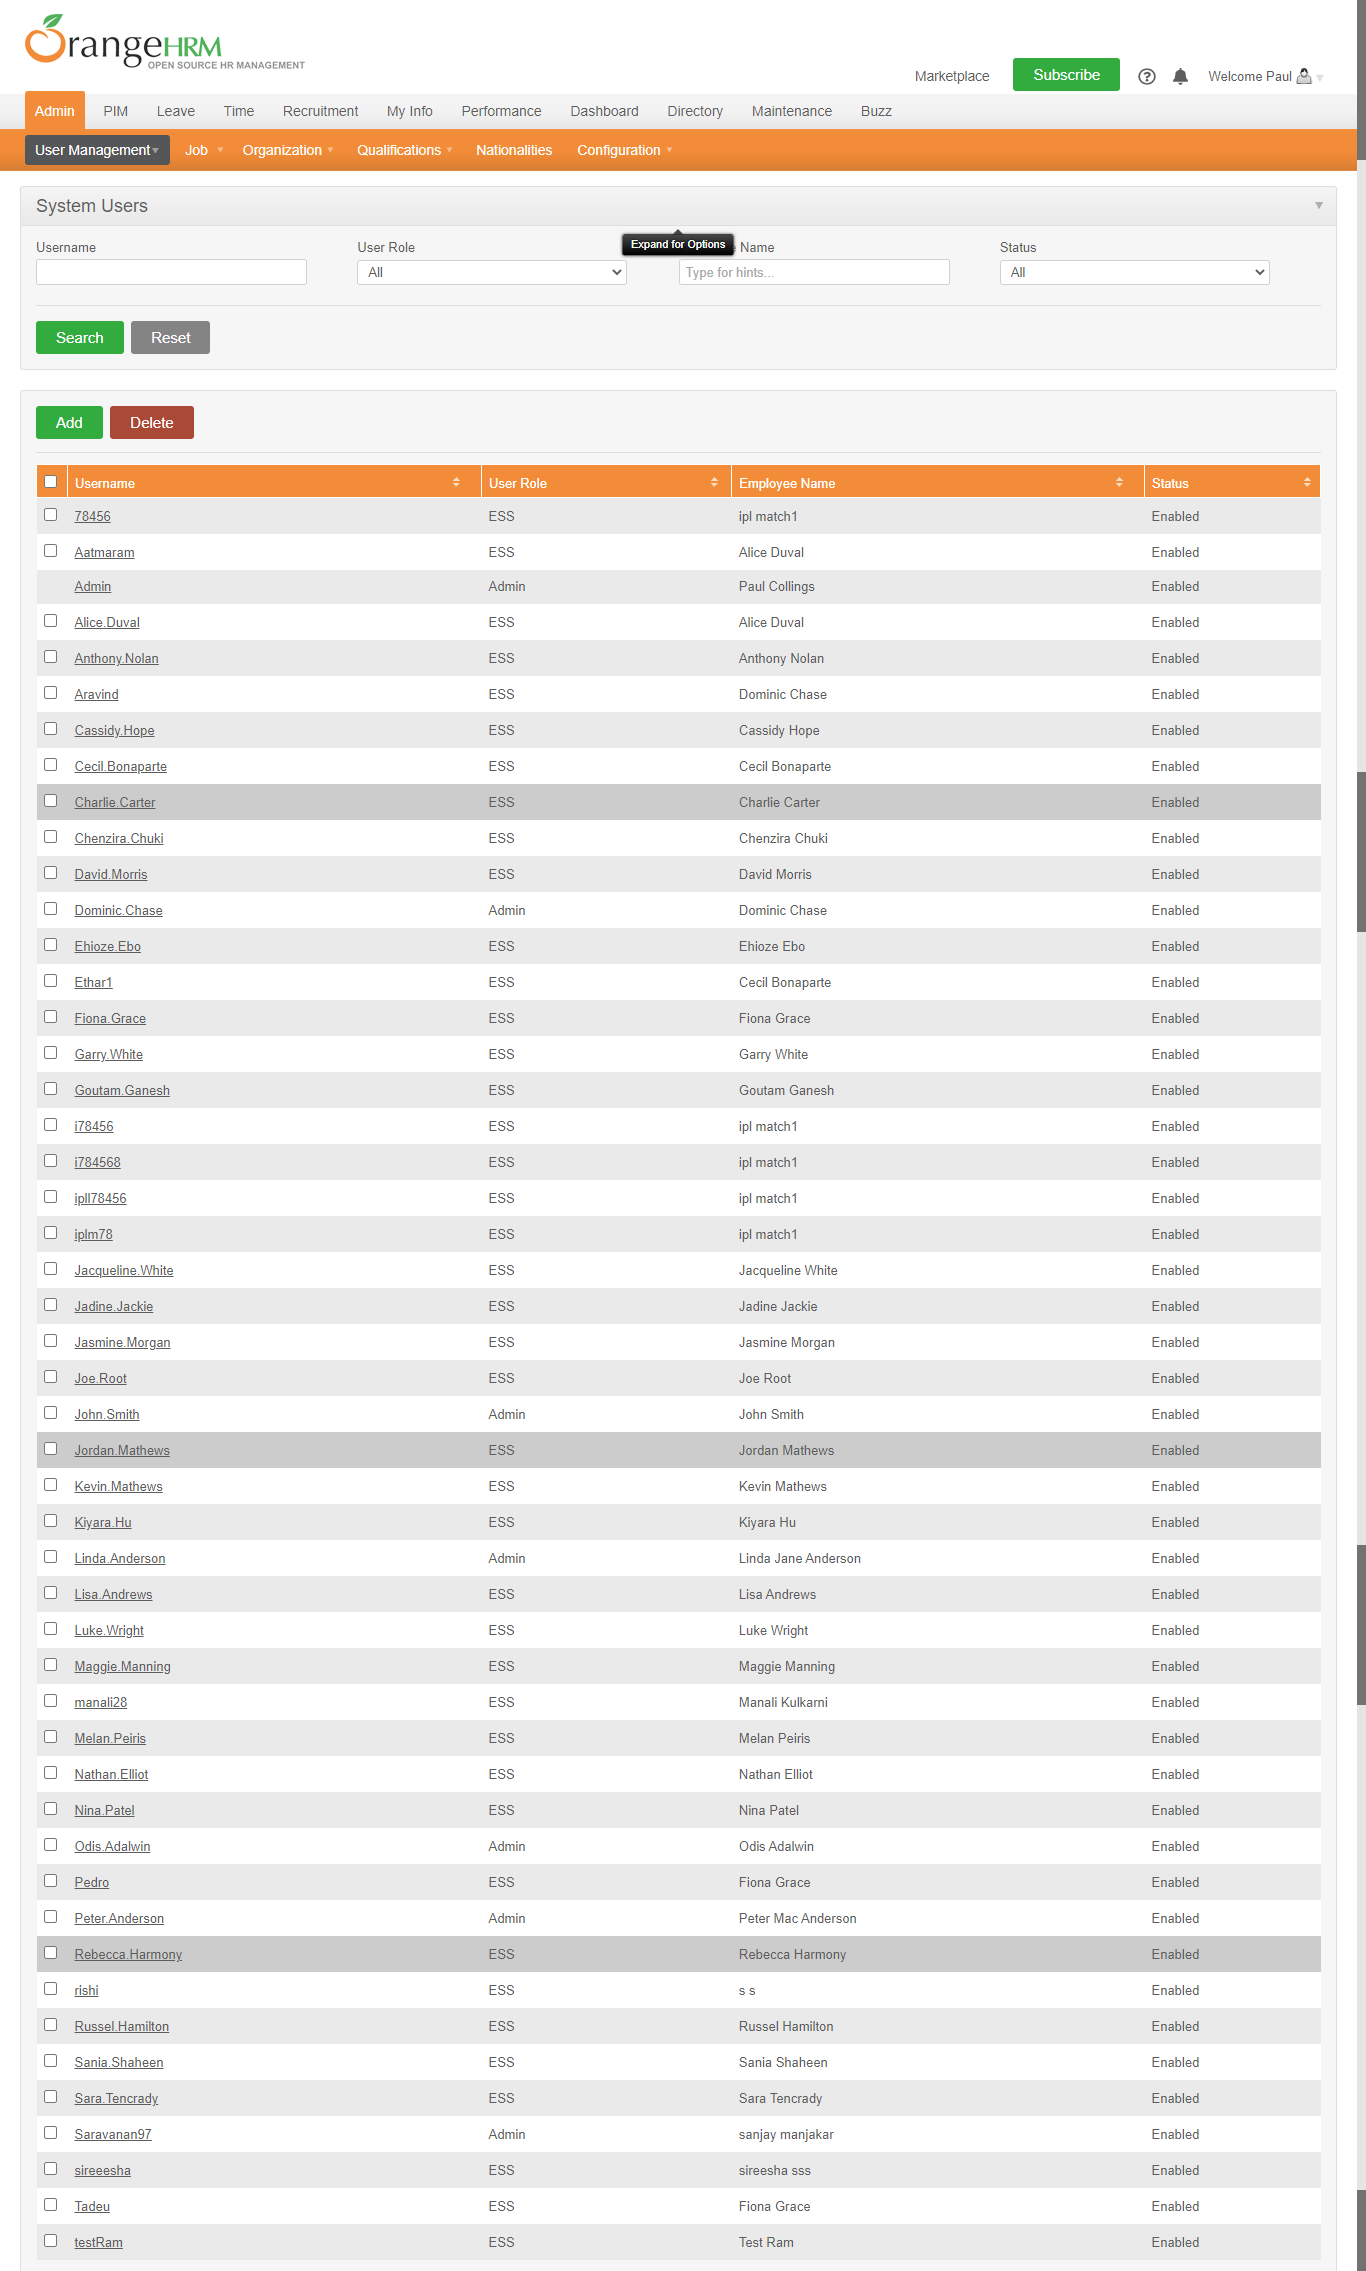 OrangeHRM
OPEN SOURCE HR MANAGEMENT
Marketplace Subscribe Welcome Paul
Admin PIM Leave Time Recruitment My Info Performance Dashboard Directory Maintenance Buzz
User Management Job Organization Qualifications Nationalities Configuration
System Users
Expand for Options
Username User Role Name Status
All Type for hints... All
Search Reset
Add Delete
Username User Role Employee Name Status
78456 ESS ipl match1 Enabled
Aatmaram ESS Alice Duval Enabled
Admin Admin Paul Collings Enabled
Alice.Duval ESS Alice Duval Enabled
Anthony.Nolan ESS Anthony Nolan Enabled
Aravind ESS Dominic Chase Enabled
Cassidy.Hope ESS Cassidy Hope Enabled
Cecil.Bonaparte ESS Cecil Bonaparte Enabled
Charlie.Carter ESS Charlie Carter Enabled
Chenzira.Chuki ESS Chenzira Chuki Enabled
David.Morris ESS David Morris Enabled
Dominic.Chase Admin Dominic Chase Enabled
Ehioze.Ebo ESS Ehioze Ebo Enabled
Ethar1 ESS Cecil Bonaparte Enabled
Fiona.Grace ESS Fiona Grace Enabled
Garry.White ESS Garry White Enabled
Goutam.Ganesh ESS Goutam Ganesh Enabled
i78456 ESS ipl match1 Enabled
i784568 ESS ipl match1 Enabled
ipll78456 ESS ipl match1 Enabled
iplm78 ESS ipl match1 Enabled
Jacqueline.White ESS Jacqueline White Enabled
Jadine.Jackie ESS Jadine Jackie Enabled
Jasmine.Morgan ESS Jasmine Morgan Enabled
Joe.Root ESS Joe Root Enabled
John.Smith Admin John Smith Enabled
Jordan.Mathews ESS Jordan Mathews Enabled
Kevin.Mathews ESS Kevin Mathews Enabled
Kiyara.Hu ESS Kiyara Hu Enabled
Linda.Anderson Admin Linda Jane Anderson Enabled
Lisa.Andrews ESS Lisa Andrews Enabled
Luke.Wright ESS Luke Wright Enabled
Maggie.Manning ESS Maggie Manning Enabled
manali28 ESS Manali Kulkarni Enabled
Melan.Peiris ESS Melan Peiris Enabled
Nathan.Elliot ESS Nathan Elliot Enabled
Nina.Patel ESS Nina Patel Enabled
Odis.Adalwin Admin Odis Adalwin Enabled
Pedro ESS Fiona Grace Enabled
Peter.Anderson Admin Peter Mac Anderson Enabled
Rebecca.Harmony ESS Rebecca Harmony Enabled
rishi ESS s s Enabled
Russel.Hamilton ESS Russel Hamilton Enabled
Sania.Shaheen ESS Sania Shaheen Enabled
Sara.Tencrady ESS Sara Tencrady Enabled
Saravanan97 Admin sanjay manjakar Enabled
sireeesha ESS sireesha sss Enabled
Tadeu ESS Fiona Grace Enabled
testRam ESS Test Ram Enabled